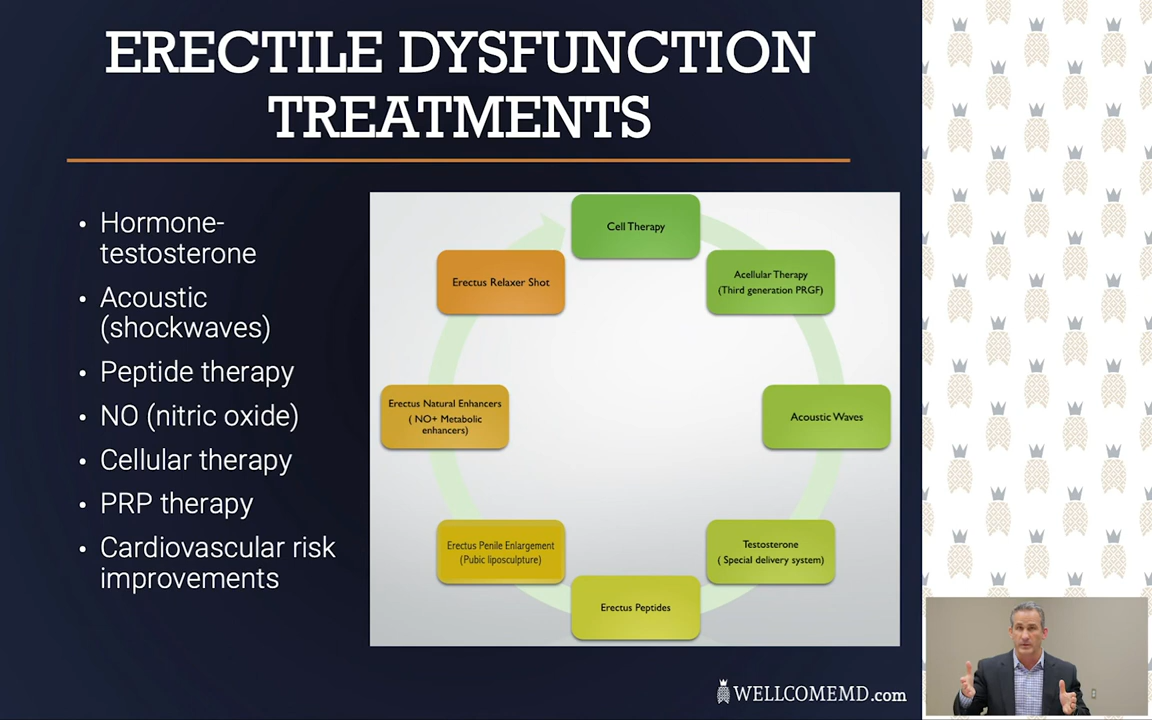 ERECTILE DYSFUNCTION
TREATMENTS
• Hormone-
testosterone
• Acoustic
(shockwaves)
• Peptide therapy
• NO (nitric oxide)
• Cellular therapy
• PRP therapy
• Cardiovascular risk
improvements
Cell Therapy
Acellular Therapy
(Third generation PRGF)
Acoustic Waves
Testosterone
( Special delivery system)
Erectus Peptides
Erectus Penile Enlargement
(Pubic liposculpture)
Erectus Natural Enhancers
( NO+ Metabolic
enhancers)
Erectus Relaxer Shot
WELLCOMEMD.com